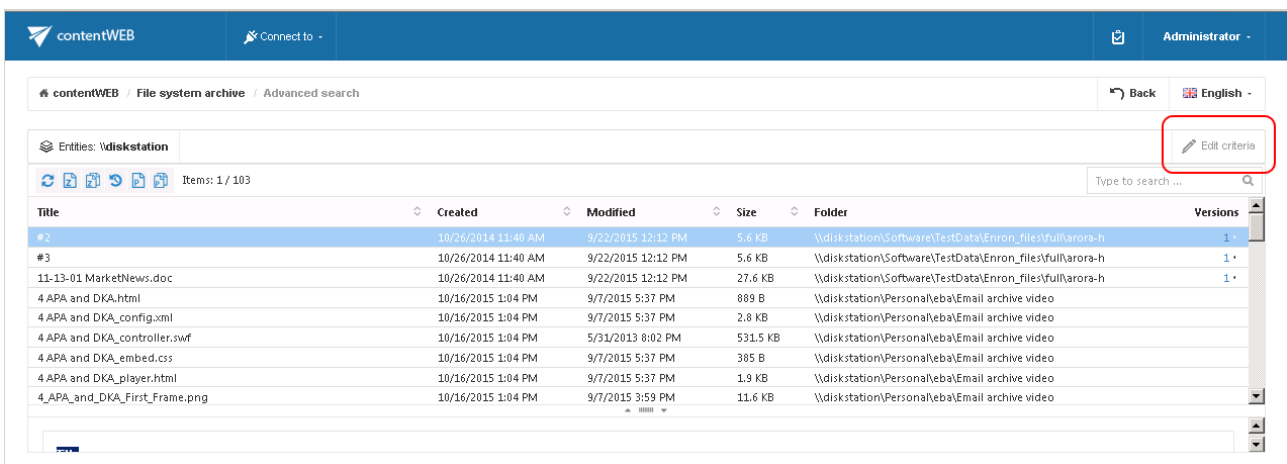 contentWEB Connect to Administrator
contentWEB / File system archive / Advanced search Back English
Entities: \\diskstation Edit criteria
Items: 1 / 103 Type to search ...
Title Created Modified Size Folder Versions
#2 10/26/2014 11:40 AM 9/22/2015 12:12 PM 5.6 KB \\diskstation\Software\TestData\Enron_files\full\arora-h 1
#3 10/26/2014 11:40 AM 9/22/2015 12:12 PM 5.6 KB \\diskstation\Software\TestData\Enron_files\full\arora-h 1
11-13-01 MarketNews.doc 10/26/2014 11:40 AM 9/22/2015 12:12 PM 27.6 KB \\diskstation\Software\TestData\Enron_files\full\arora-h 1
4 APA and DKA.html 10/16/2015 1:04 PM 9/7/2015 5:37 PM 889 B \\diskstation\Personal\eba\Email archive video
4 APA and DKA_config.xml 10/16/2015 1:04 PM 9/7/2015 5:37 PM 2.8 KB \\diskstation\Personal\eba\Email archive video
4 APA and DKA_controller.swf 10/16/2015 1:04 PM 5/31/2013 8:02 PM 531.5 KB \\diskstation\Personal\eba\Email archive video
4 APA and DKA_embed.css 10/16/2015 1:04 PM 9/7/2015 5:37 PM 385 B \\diskstation\Personal\eba\Email archive video
4 APA and DKA_player.html 10/16/2015 1:04 PM 9/7/2015 5:37 PM 1.9 KB \\diskstation\Personal\eba\Email archive video
4_APA_and_DKA_First_Frame.png 10/16/2015 1:04 PM 9/7/2015 3:59 PM 11.6 KB \\diskstation\Personal\eba\Email archive video